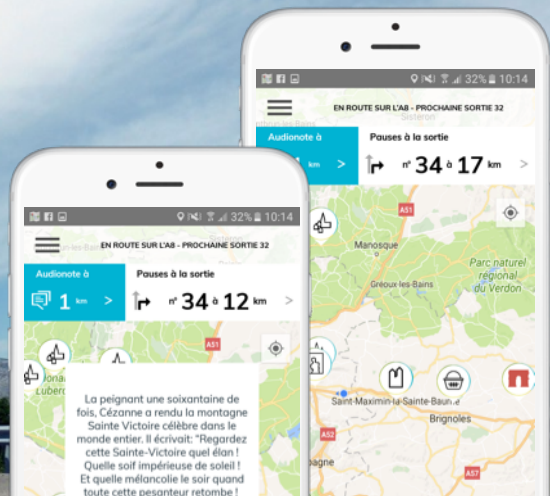 32% 10:14
EN ROUTE SUR L'A8 - PROCHAINE SORTIE 32
Sisteron
Audionote à
km >
Pauses à la sortie
n° 34 à 17 km >
A51
Manosque
Gréoux-les-Bains
Parc naturel
régional
du Verdon
Saint-Maximin-la-Sainte-Baume
Brignoles
A52
A57
32% 10:14
EN ROUTE SUR L'A8 - PROCHAINE SORTIE 32
Audionote à
1 km >
Pauses à la sortie
n° 34 à 12 km >
A51
La peignant une soixantaine de
fois, Cézanne a rendu la montagne
Sainte Victoire célèbre dans le
monde entier. Il écrivait: "Regardez
cette Sainte-Victoire quel élan !
Quelle soif impérieuse de soleil !
Et quelle mélancolie le soir quand
toute cette pesanteur retombe !